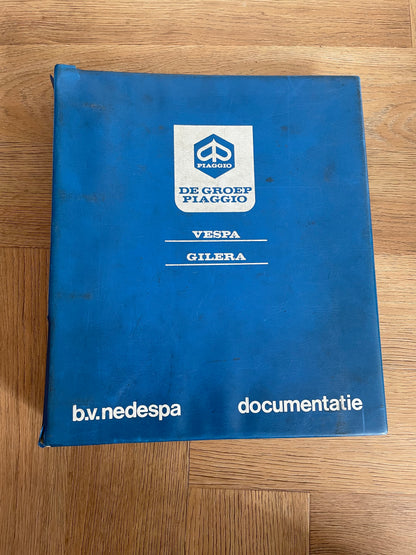 PIAGGIO
DE GROEP
PIAGGIO
VESPA
GILERA
b.v. nedespa documentatie